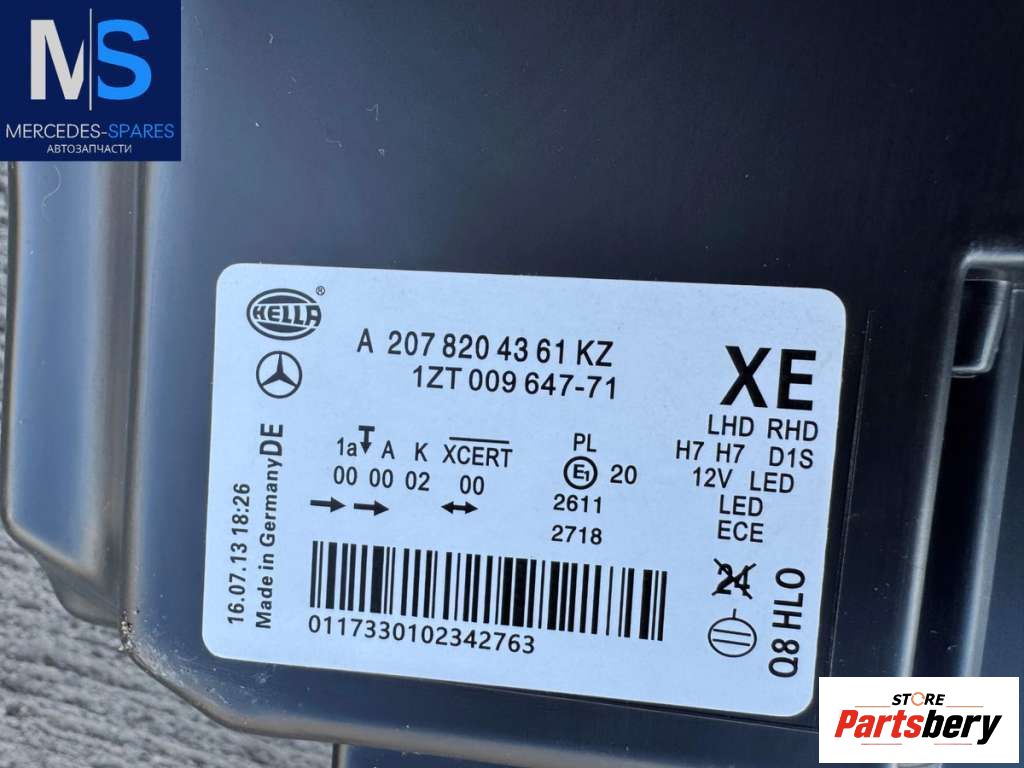 MS
MERCEDES-SPARES
АВТОЗАПЧАСТИ
HELLA ®
A 207 820 43 61 KZ
1ZT 009 647-71
XE
LHD RHD
H7 H7 D1S
12V LED
LED
ECE
1a A K XCERT
00 00 02 00
PL
E1 20
2611
2718
16.07.13 18:26
Made in Germany DE
24
Q8 HLO
0117330102342763
STORE
Partsbery